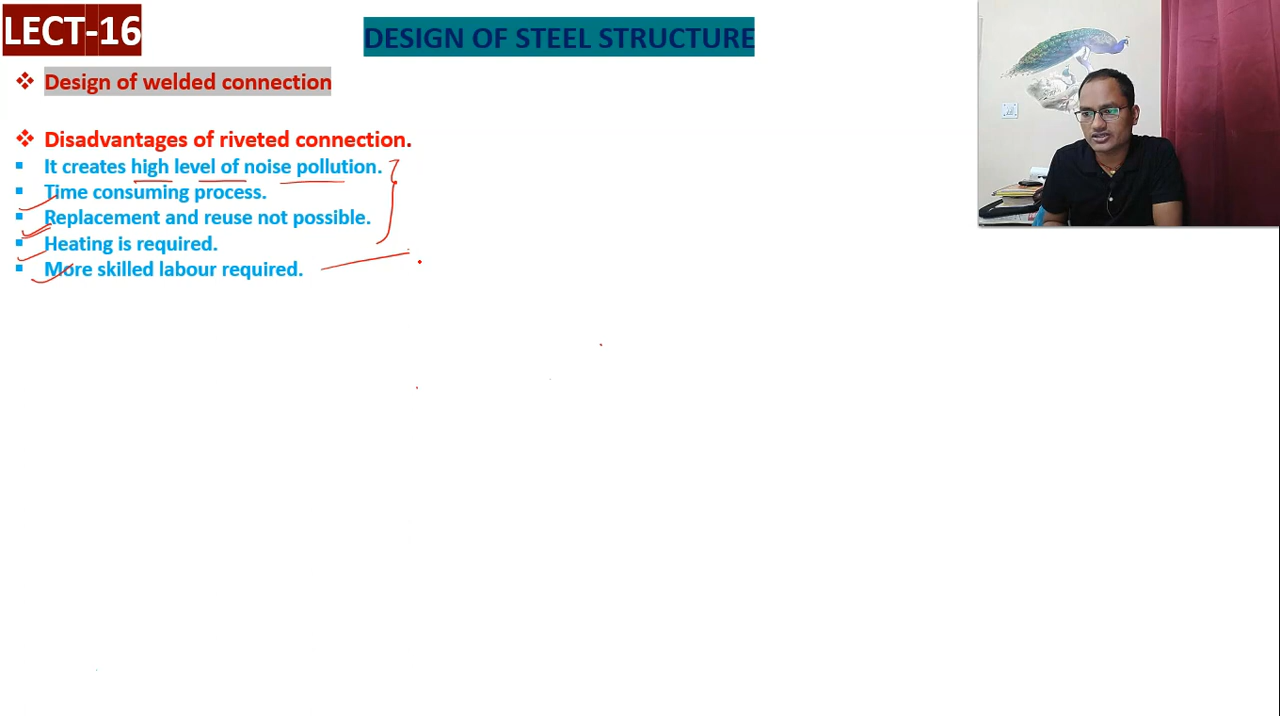 LECT-16
DESIGN OF STEEL STRUCTURE
Design of welded connection
Disadvantages of riveted connection.
It creates high level of noise pollution.
Time consuming process.
Replacement and reuse not possible.
Heating is required.
More skilled labour required.